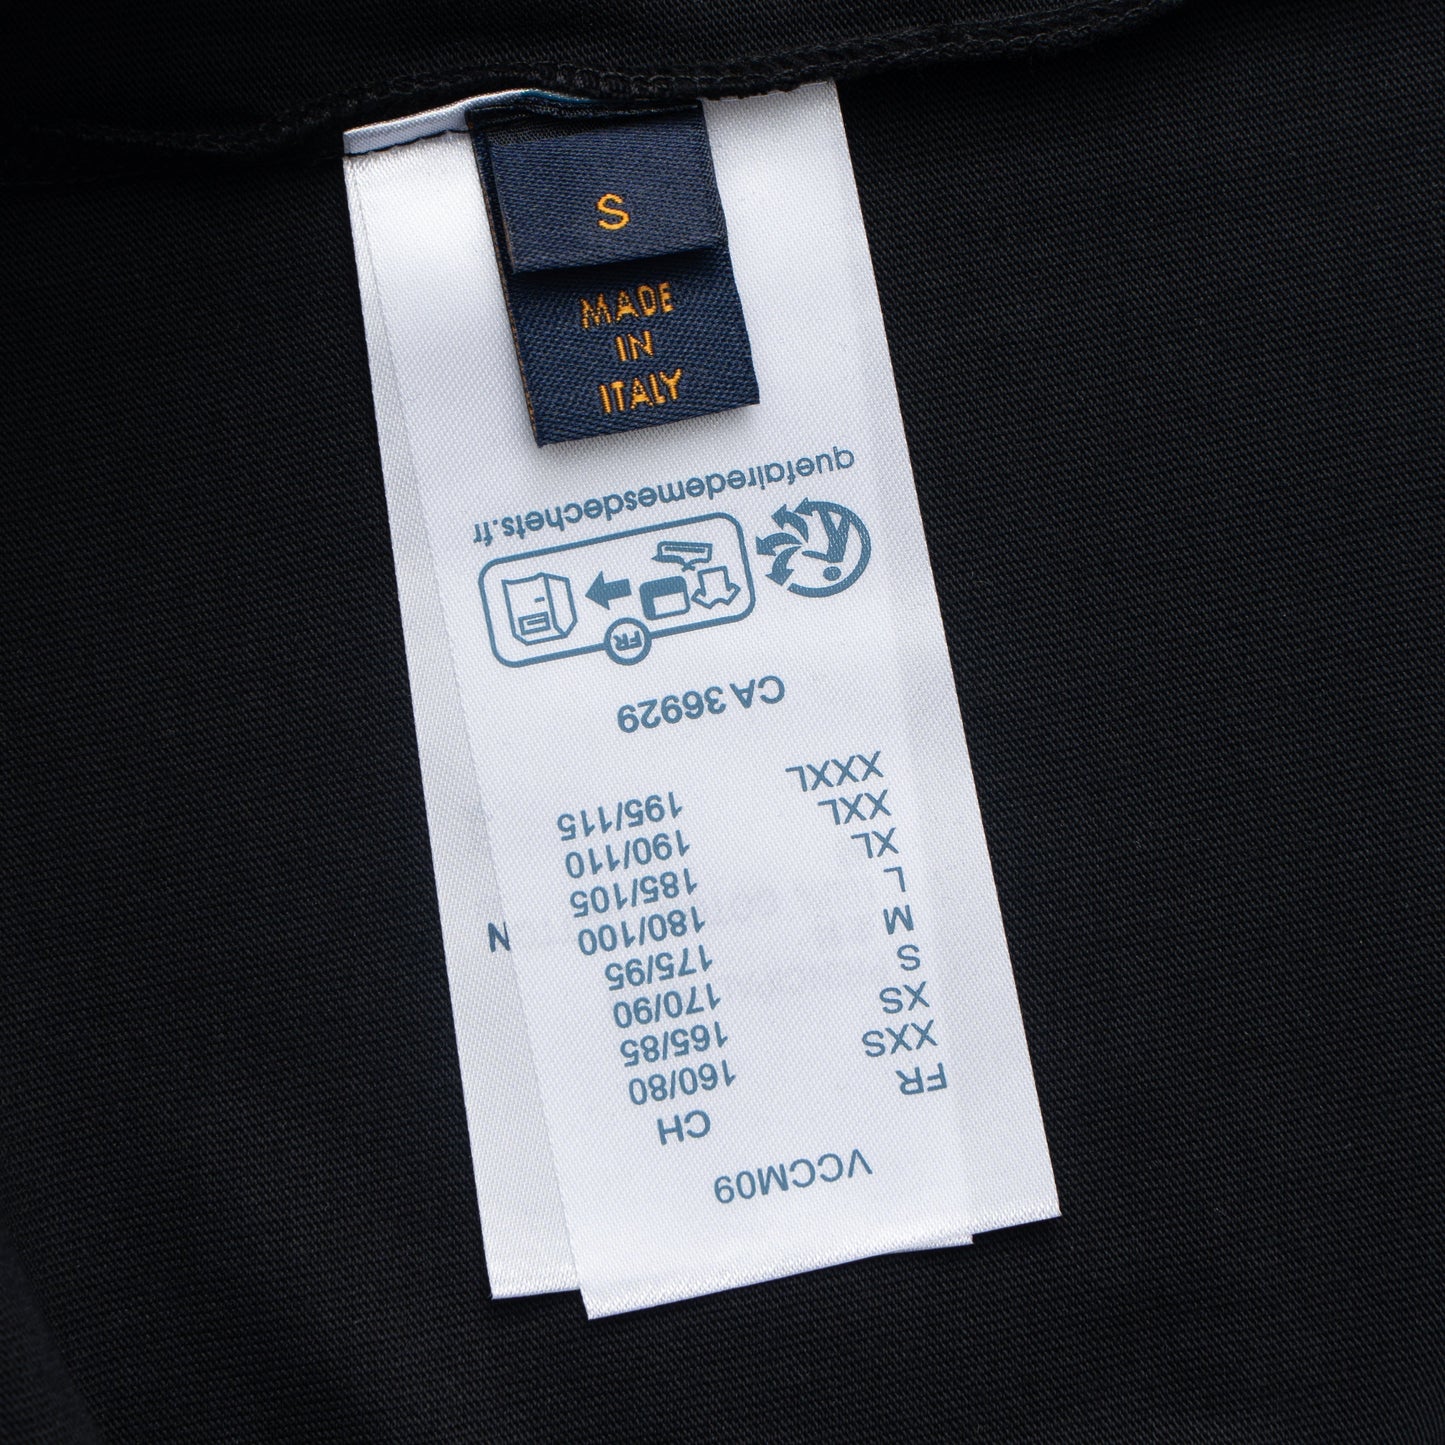 S
MADE
IN
ITALY
VCCM09
FR CH
XXS 160/80
XS 165/85
S 170/90
M 175/95
L 180/100
XL 185/105
XXL 190/110
XXXL 195/115
CA 36929
FR
quefairedemesdechets.fr